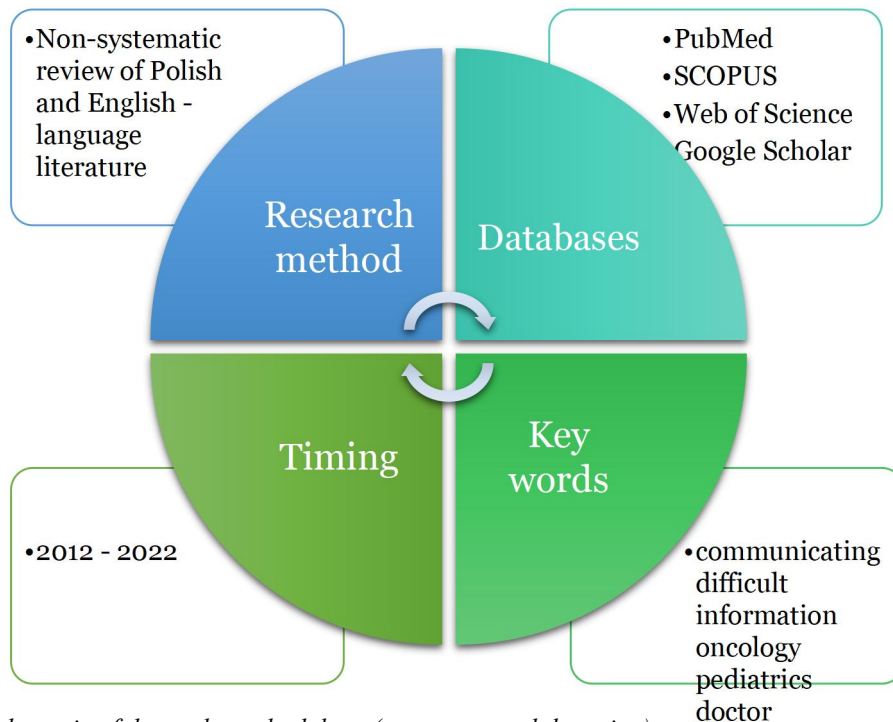 •Non-systematic
review of Polish
and English -
language
literature
•PubMed
•SCOPUS
•Web of Science
Google Scholar
Research
method
Databases
Timing
Key
words
•2012 - 2022
•communicating
difficult
information
oncology
pediatrics
doctor